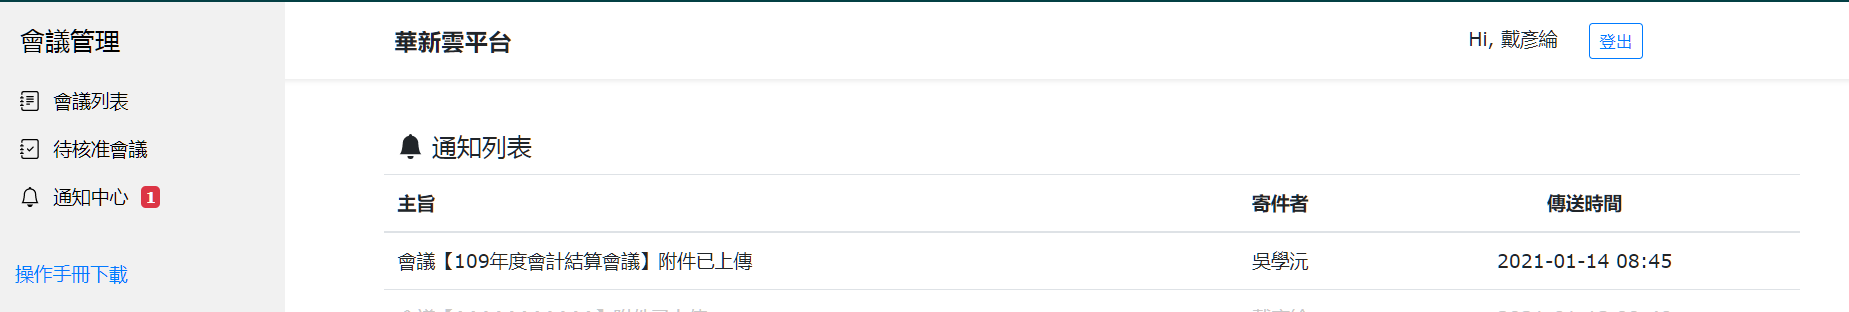 會議管理
華新雲平台
Hi, 戴彥綸
登出
會議列表
待核准會議
通知中心 1
操作手冊下載
通知列表
主旨 寄件者 傳送時間
會議【109年度會計結算會議】附件已上傳 吳學沅 2021-01-14 08:45